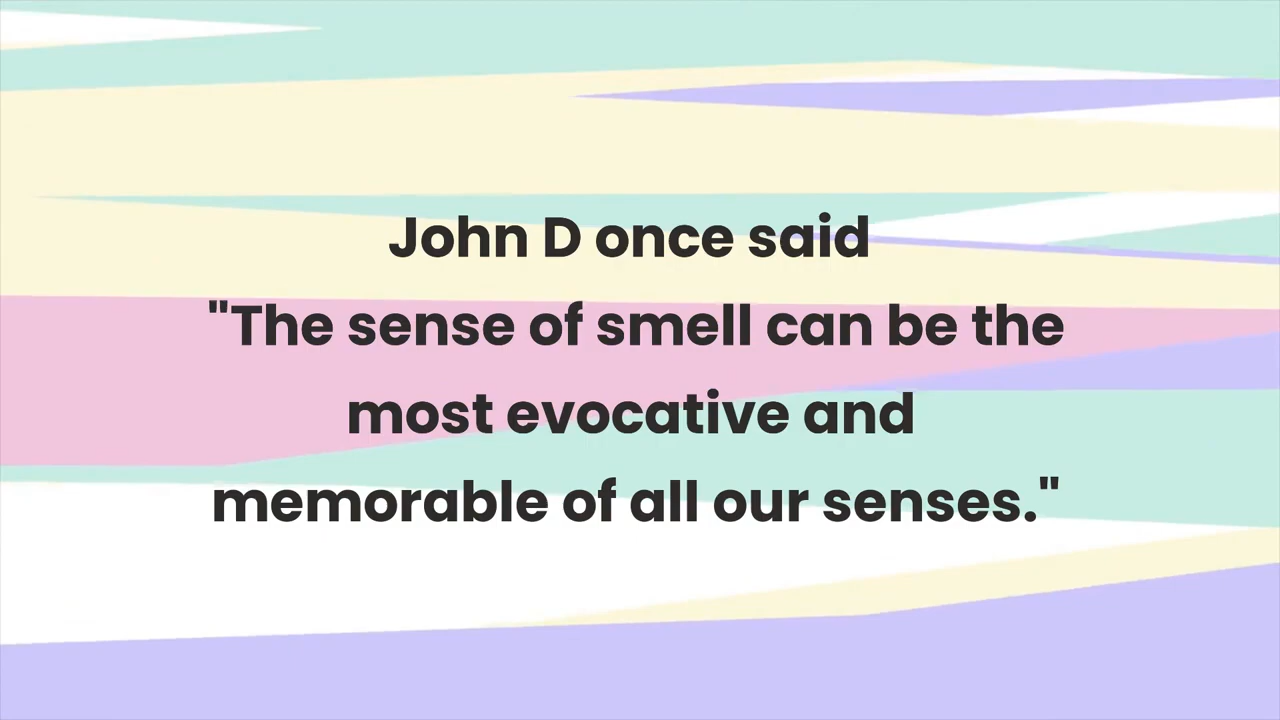 John D once said
"The sense of smell can be the
most evocative and
memorable of all our senses."